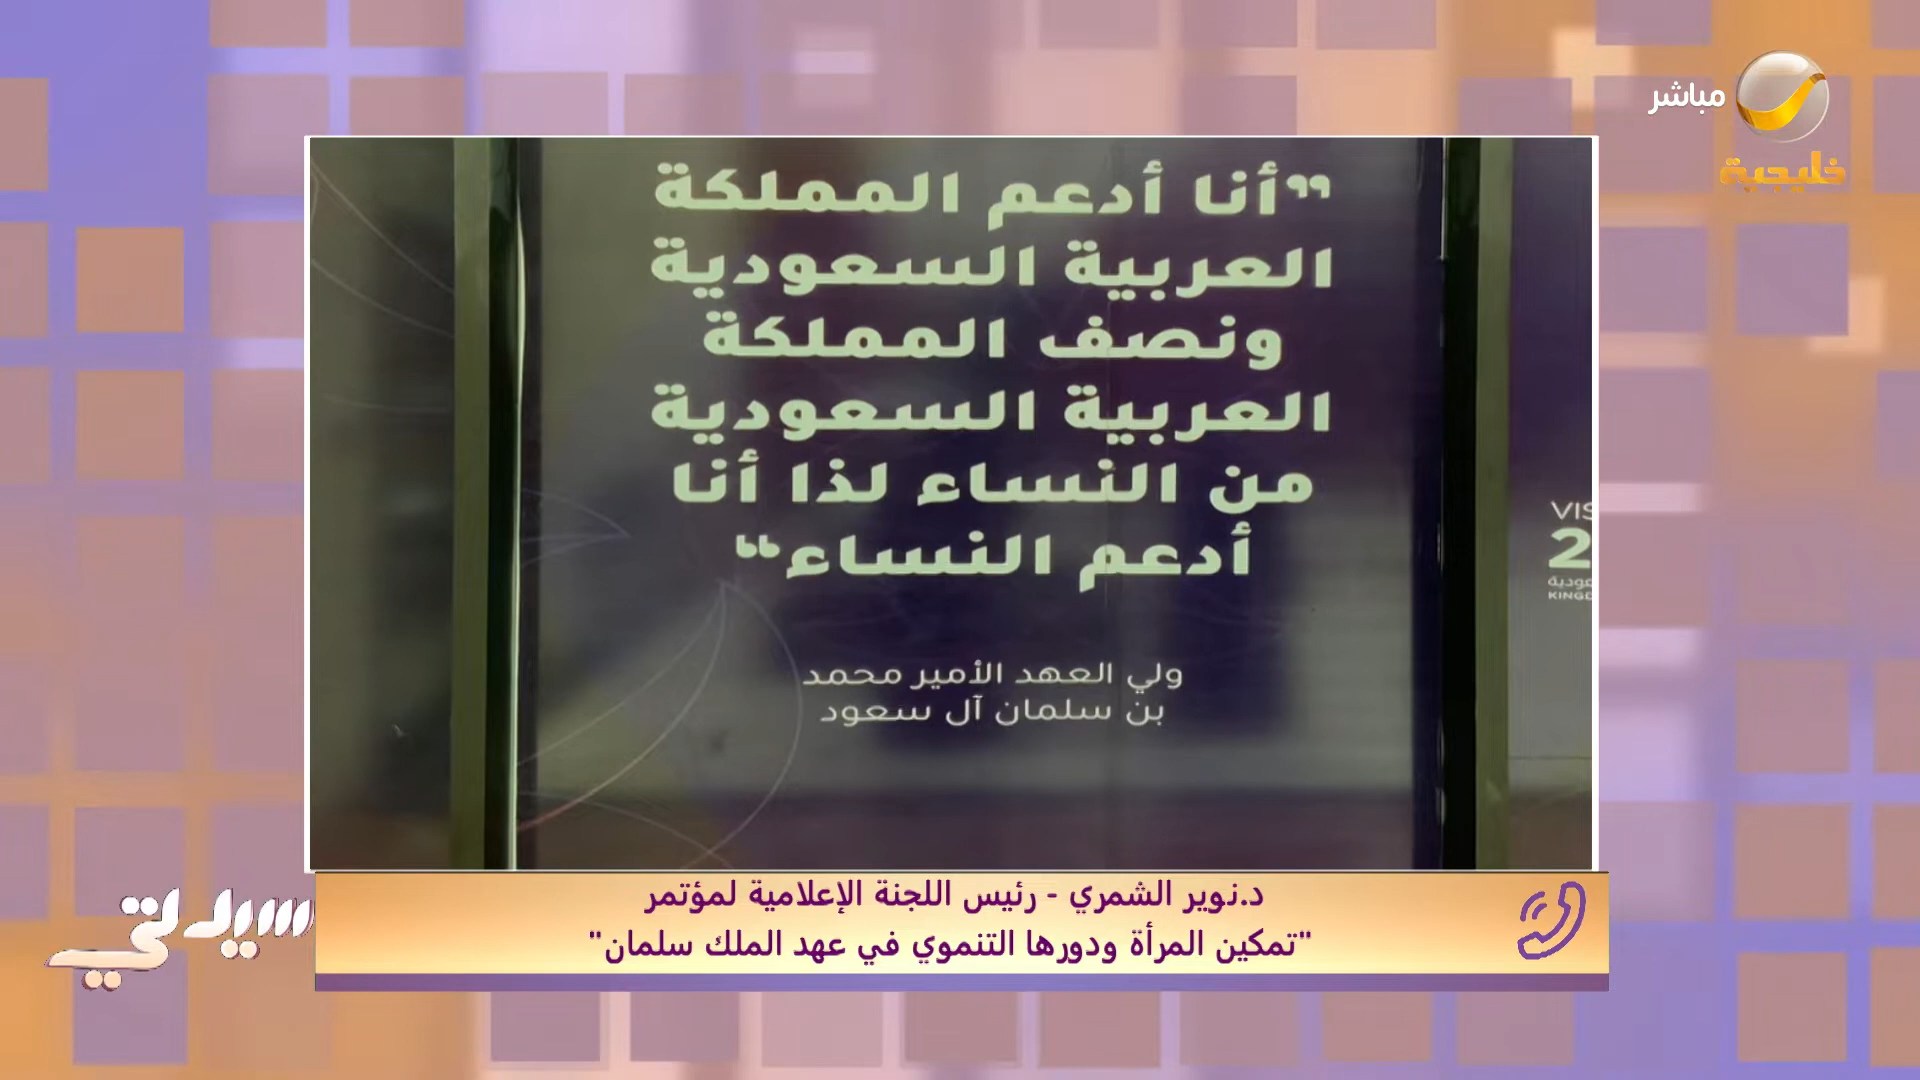 مباشر
خليجية
”أنا أدعم المملكة
العربية السعودية
ونصف المملكة
العربية السعودية
من النساء لذا أنا
أدعم النساء“
ولي العهد الأمير محمد
بن سلمان آل سعود
2
سيدتي
د.نوير الشمري - رئيس اللجنة الإعلامية لمؤتمر
"تمكين المرأة ودورها التنموي في عهد الملك سلمان"